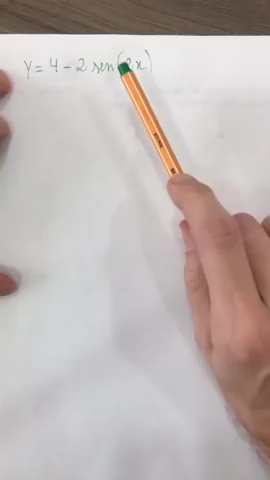 y = 4 - 2 sen(2x)